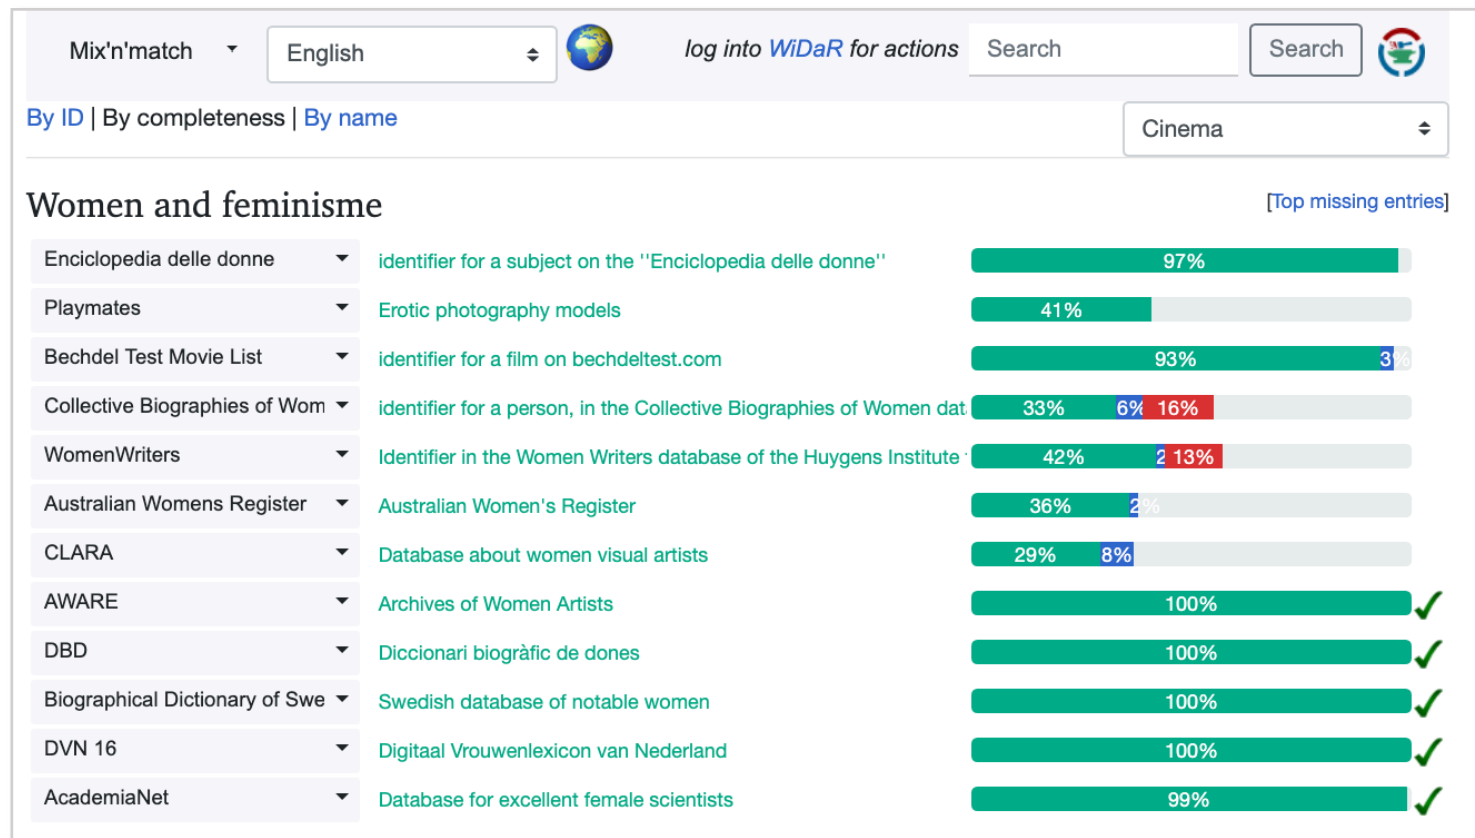 Mix'n'match English log into WiDaR for actions Search Search
By ID | By completeness | By name Cinema
Women and feminisme [Top missing entries]
Enciclopedia delle donne identifier for a subject on the ''Enciclopedia delle donne'' 97%
Playmates Erotic photography models 41%
Bechdel Test Movie List identifier for a film on bechdeltest.com 93% 3%
Collective Biographies of Wom identifier for a person, in the Collective Biographies of Women dat 33% 6% 16%
WomenWriters Identifier in the Women Writers database of the Huygens Institute 42% 2 13%
Australian Womens Register Australian Women's Register 36% 2%
CLARA Database about women visual artists 29% 8%
AWARE Archives of Women Artists 100%
DBD Diccionari biogràfic de dones 100%
Biographical Dictionary of Swe Swedish database of notable women 100%
DVN 16 Digitaal Vrouwenlexicon van Nederland 100%
AcademiaNet Database for excellent female scientists 99%